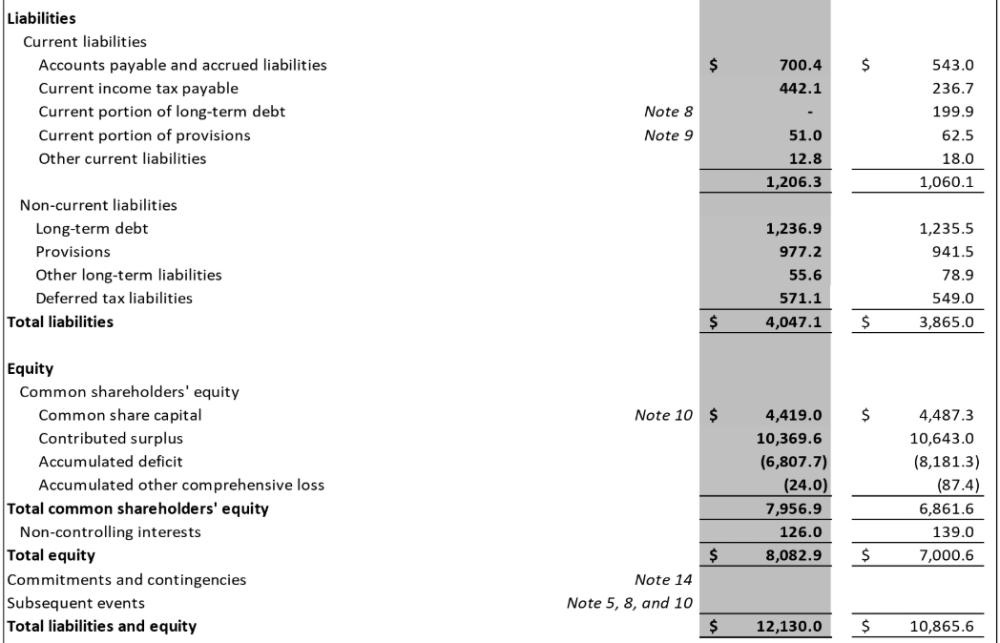 Liabilities
Current liabilities
Accounts payable and accrued liabilities $ 700.4 $ 543.0
Current income tax payable 442.1 236.7
Current portion of long-term debt Note 8 - 199.9
Current portion of provisions Note 9 51.0 62.5
Other current liabilities 12.8 18.0
1,206.3 1,060.1
Non-current liabilities
Long-term debt 1,236.9 1,235.5
Provisions 977.2 941.5
Other long-term liabilities 55.6 78.9
Deferred tax liabilities 571.1 549.0
Total liabilities $ 4,047.1 $ 3,865.0
Equity
Common shareholders' equity
Common share capital Note 10 $ 4,419.0 $ 4,487.3
Contributed surplus 10,369.6 10,643.0
Accumulated deficit (6,807.7) (8,181.3)
Accumulated other comprehensive loss (24.0) (87.4)
Total common shareholders' equity 7,956.9 6,861.6
Non-controlling interests 126.0 139.0
Total equity $ 8,082.9 $ 7,000.6
Commitments and contingencies Note 14
Subsequent events Note 5, 8, and 10
Total liabilities and equity $ 12,130.0 $ 10,865.6